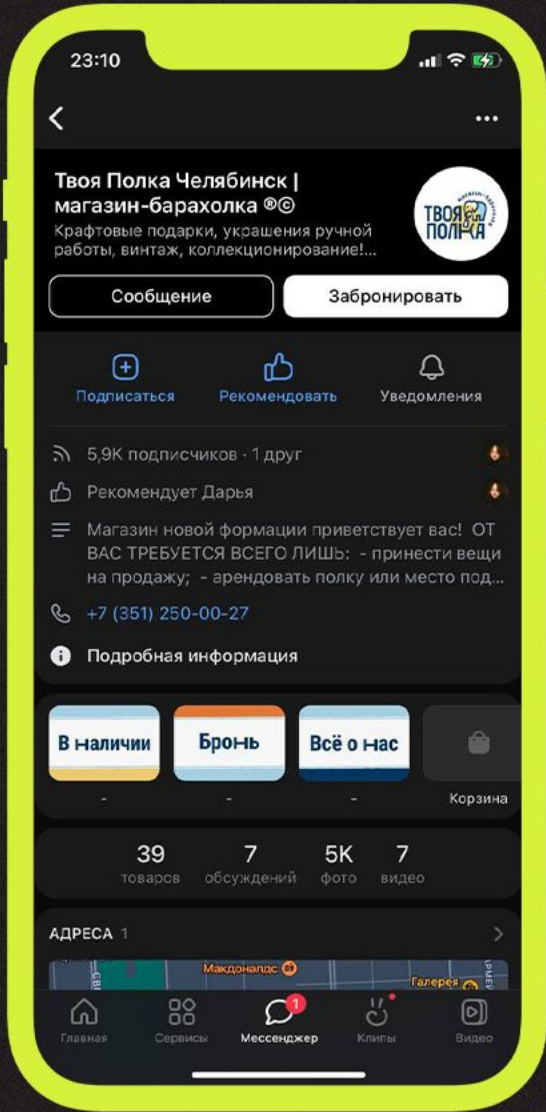 23:10
Твоя Полка Челябинск |
магазин-барахолка ®©
Крафтовые подарки, украшения ручной
работы, винтаж, коллекционирование!...
ТВОЯ
ПОЛКА
Сообщение
Забронировать
Подписаться
Рекомендовать
Уведомления
5,9K подписчиков · 1 друг
Рекомендует Дарья
Магазин новой формации приветствует вас! ОТ
ВАС ТРЕБУЕТСЯ ВСЕГО ЛИШЬ: - принести вещи
на продажу; - арендовать полку или место под...
+7 (351) 250-00-27
Подробная информация
В наличии
Бронь
Всё о нас
-
-
-
Корзина
39
7
5K
7
товаров
обсуждений
фото
видео
АДРЕСА 1
Макдоналдс
Галерея
Главная
Сервисы
1
Мессенджер
Клипы
Видео